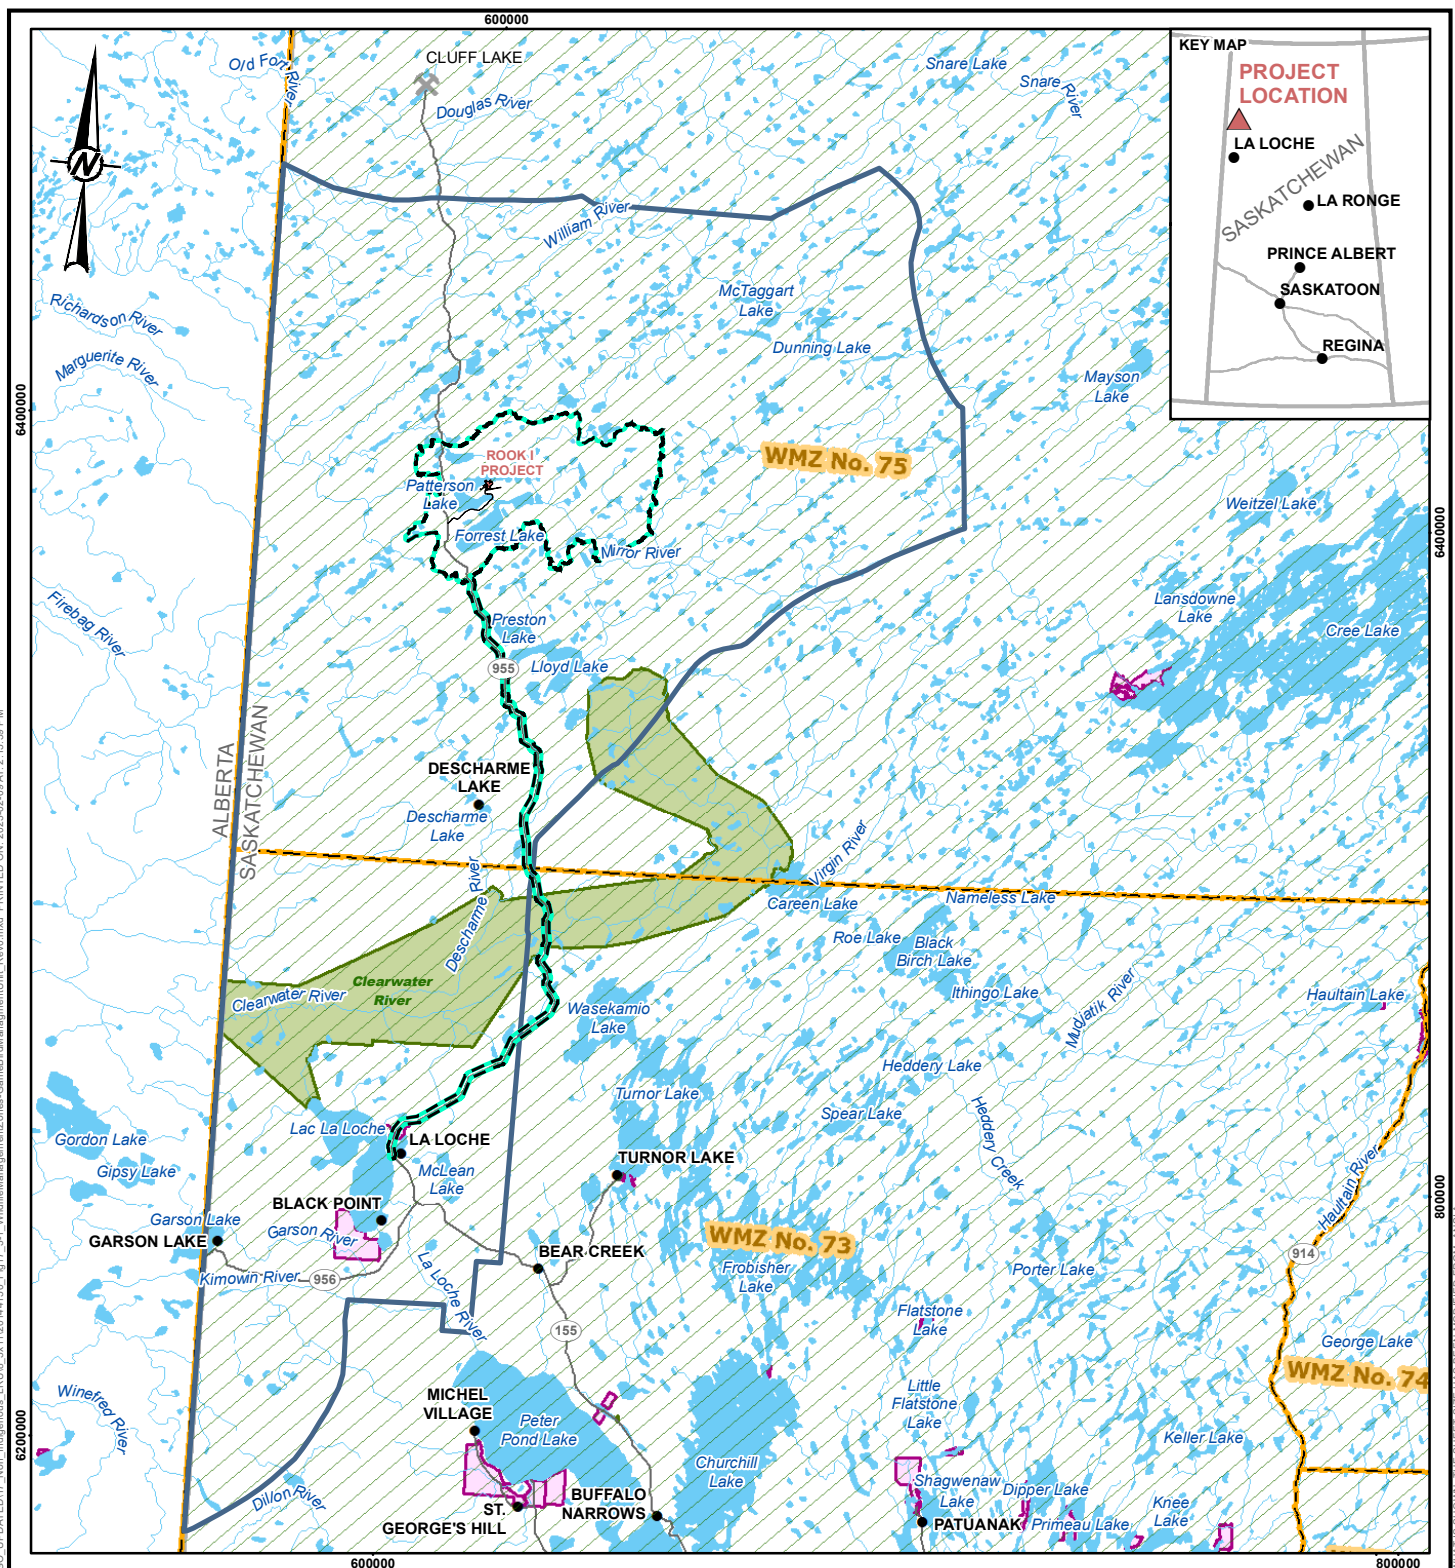 600000
CLUFF LAKE
Old Fort River
Douglas River
Snare Lake
Snare River
KEY MAP
PROJECT
LOCATION
LA LOCHE
SASKATCHEWAN
LA RONGE
PRINCE ALBERT
SASKATOON
REGINA
N
William River
McTaggart
Lake
Dunning Lake
Mayson
Lake
Richardson River
Marguerite River
6400000
ROOK I
PROJECT
WMZ No. 75
Patterson
Lake
Forrest Lake
Mirror River
Weitzel Lake
6400000
Firebag River
Preston
Lake
955
Lloyd Lake
Lansdowne
Lake
Cree Lake
ALBERTA
SASKATCHEWAN
DESCHARME
LAKE
Descharme
Lake
Virgin River
Careen Lake
Nameless Lake
Descharme River
Roe Lake
Black
Birch Lake
Clearwater River
Clearwater
River
Ithingo Lake
Haultain Lake
Wasekamio
Lake
Mudjatik River
Heddery Lake
Turnor Lake
Spear Lake
Heddery Creek
Gordon Lake
Lac La Loche
LA LOCHE
Gipsy Lake
McLean
Lake
TURNOR LAKE
BLACK POINT
Garson Lake
Garson River
GARSON LAKE
WMZ No. 73
Haultain River
800000
BEAR CREEK
914
Kimowin River
956
La Loche River
Frobisher
Lake
Porter Lake
155
Flatstone
Lake
George Lake
WMZ No. 74
Winefred River
MICHEL
VILLAGE
Peter
Pond Lake
Little
Flatstone
Lake
Keller Lake
6200000
Churchill
Lake
Dillon River
BUFFALO
NARROWS
ST.
GEORGE'S HILL
Shagwenaw
Lake
Dipper Lake
Knee
Lake
PATUANAK
Primeau Lake
600000
800000